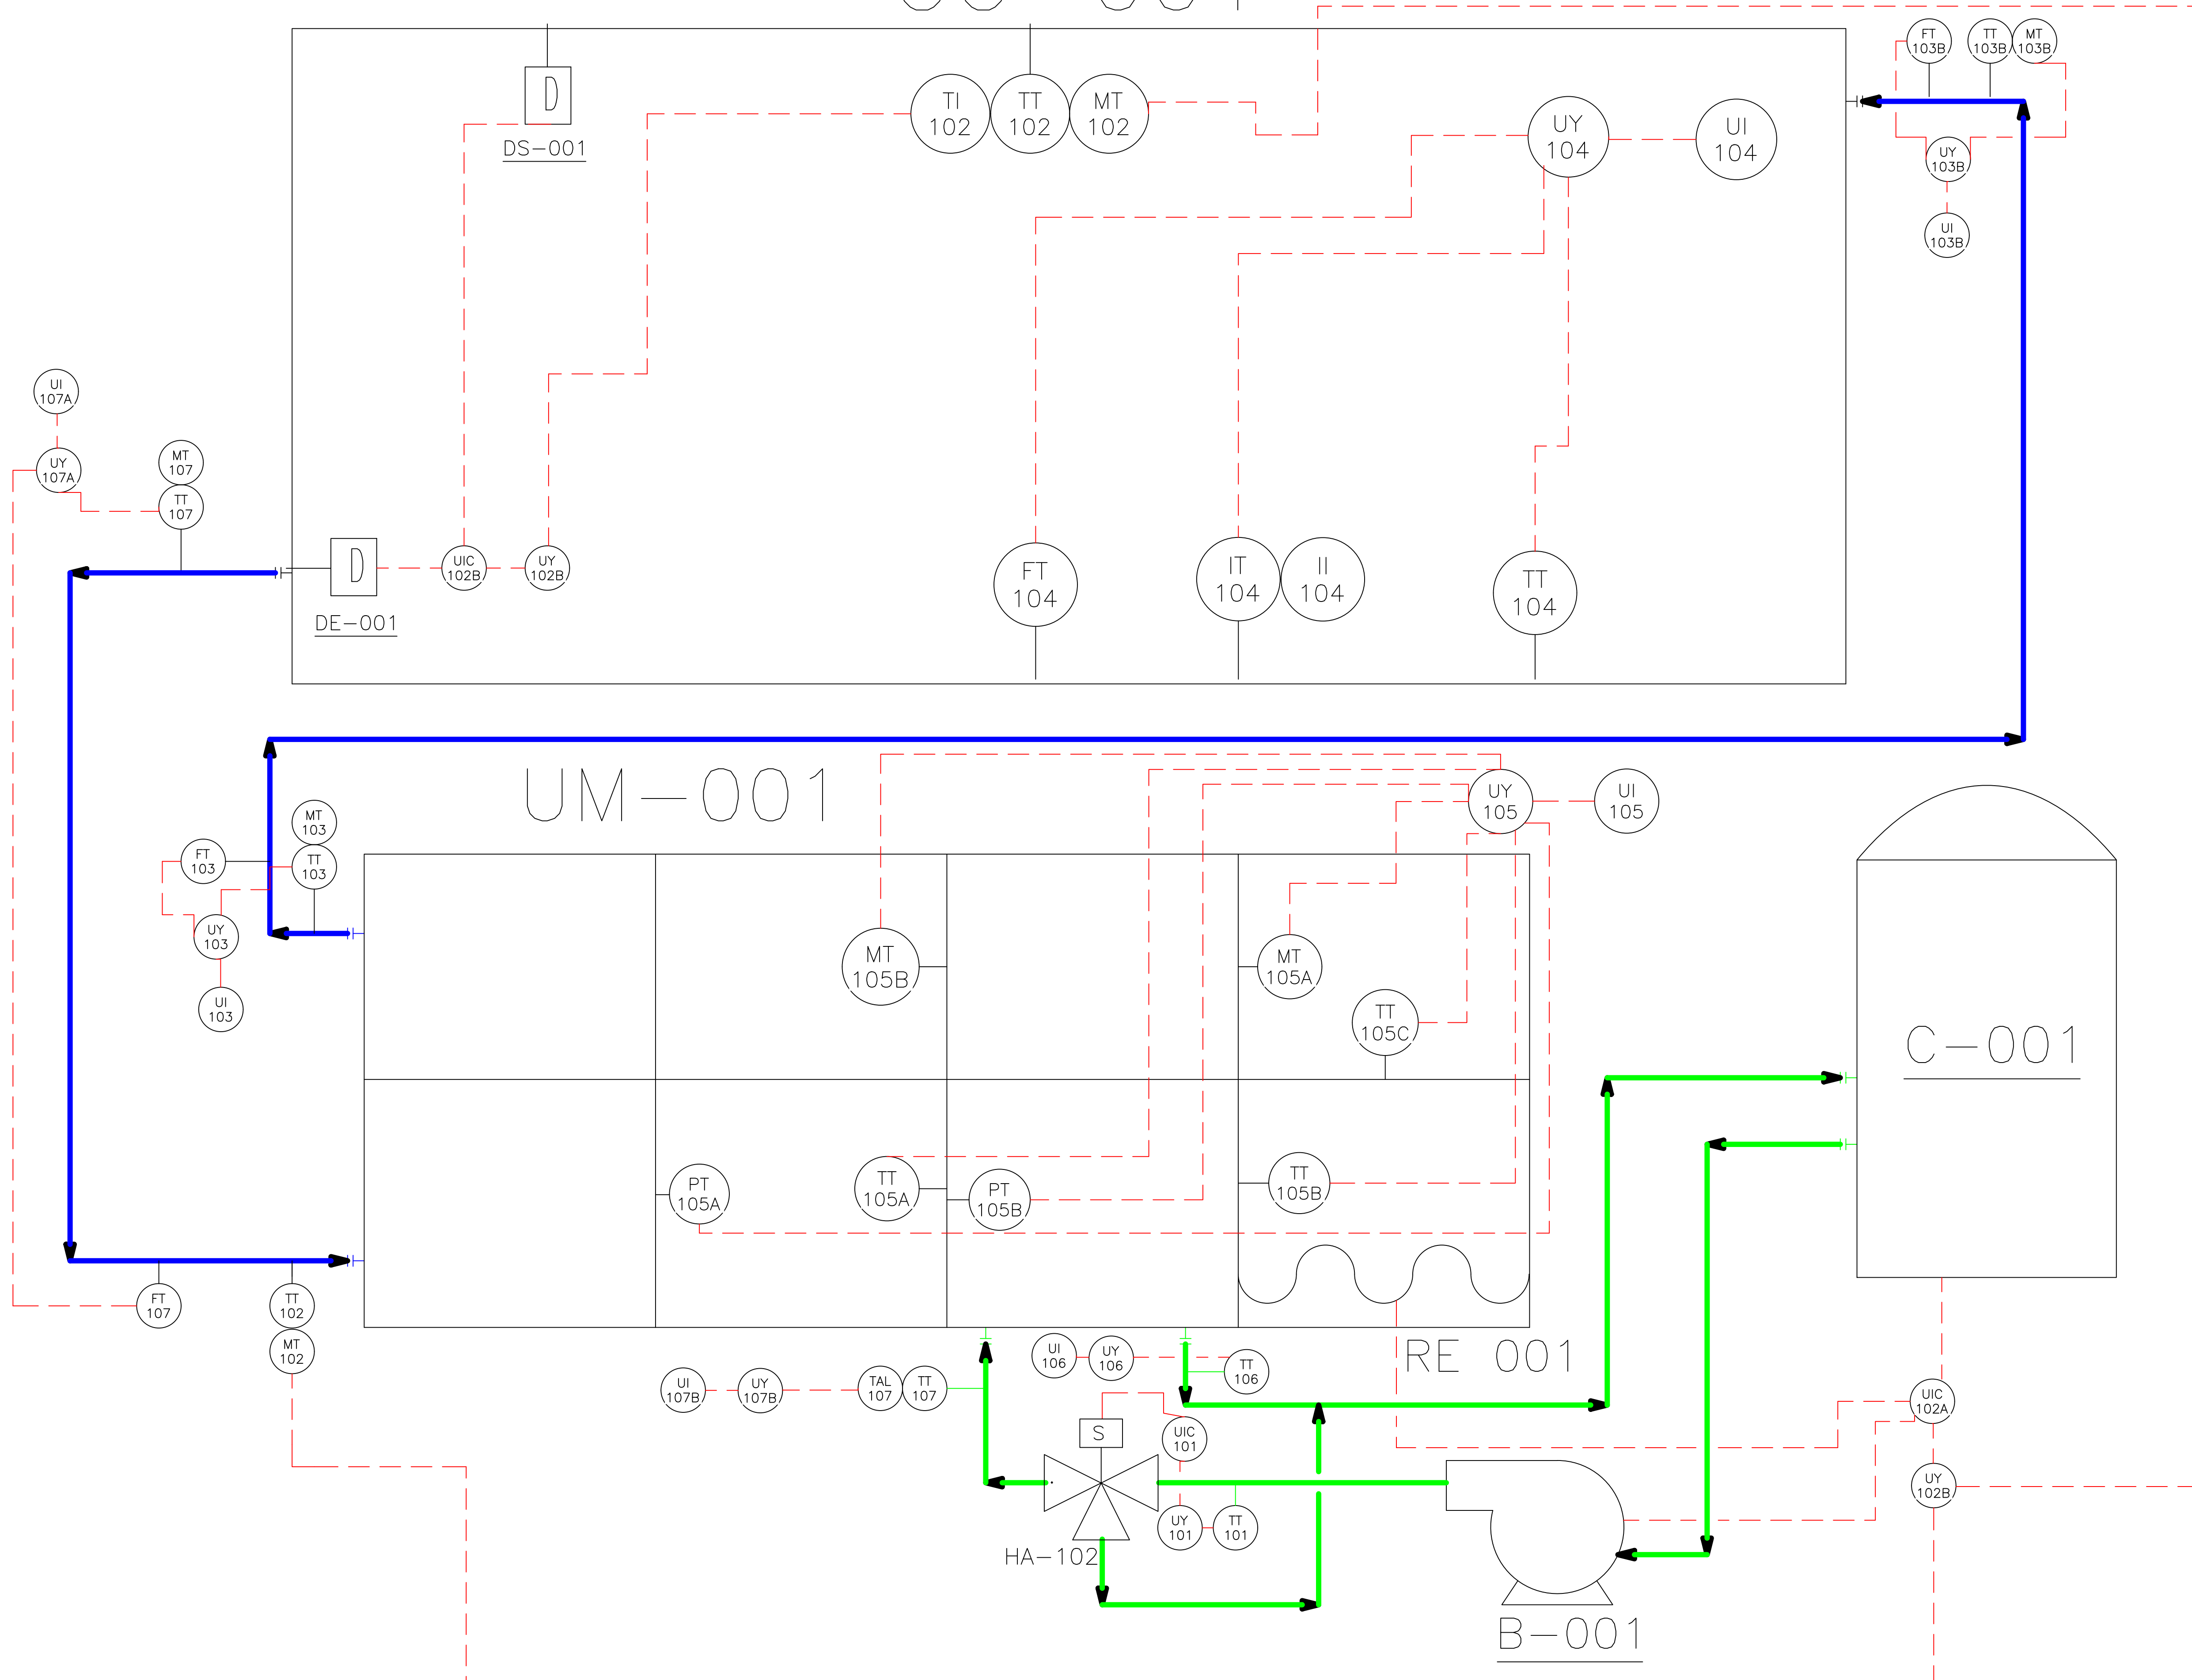 FT
103B
TT
103B
MT
103B
D
DS-001
TI
102
TT
102
MT
102
UY
104
UI
104
UY
103B
UI
103B
UI
107A
UY
107A
MT
107
TT
107
D
DE-001
UIC
102B
UY
102B
FT
104
IT
104
II
104
TT
104
UM-001
UY
105
UI
105
MT
103
FT
103
TT
103
UY
103
UI
103
MT
105B
MT
105A
TT
105C
C-001
PT
105A
TT
105A
PT
105B
TT
105B
FT
107
TT
102
MT
102
RE 001
UI
106
UY
106
TT
106
UI
107B
UY
107B
TAL
107
TT
107
S
UIC
101
UIC
102A
UY
102B
UY
101
TT
101
HA-102
B-001